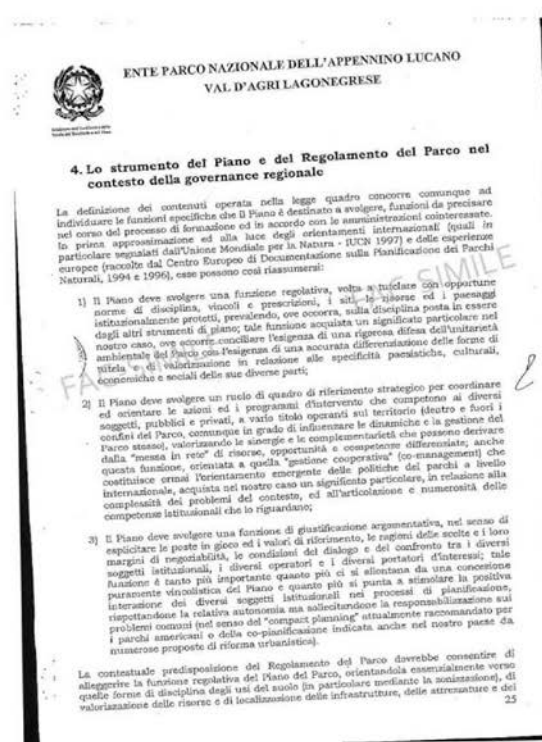 ENTE PARCO NAZIONALE DELL'APPENNINO LUCANO
VAL D'AGRI LAGONEGRESE
4. Lo strumento del Piano e del Regolamento del Parco nel
contesto della governance regionale
La definizione dei contenuti operata nella legge quadro concorre comunque ad
individuare le funzioni specifiche che il Piano è destinato a svolgere, funzioni da precisare
nel corso del processo di formazione ed in accordo con le amministrazioni cointeressate.
In prima approssimazione ed alla luce degli orientamenti internazionali (quali in
particolare segnalati dall'Unione Mondiale per la Natura - IUCN 1997) e delle esperienze
europee (raccolte dal Centro Europeo di Documentazione sulla Pianificazione dei Parchi
Naturali, 1994 e 1996), esse possono così riassumersi:
1) Il Piano deve svolgere una funzione regolativa, volta a tutelare con opportune
norme di disciplina, vincoli e prescrizioni, i siti, le risorse ed i paesaggi
istituzionalmente protetti, prevalendo, ove occorra, sulla disciplina posta in essere
dagli altri strumenti di piano; tale funzione acquista un significato particolare nel
nostro caso, ove occorre conciliare l'esigenza di una rigorosa difesa dell'unitarietà
ambientale del Parco con l'esigenza di una accurata differenziazione delle forme di
tutela e di valorizzazione in relazione alle specificità paesistiche, culturali,
economiche e sociali delle sue diverse parti;
FAC SIMILE
FAC SIMILE
2) Il Piano deve svolgere un ruolo di quadro di riferimento strategico per coordinare
ed orientare le azioni ed i programmi d'intervento che competono ai diversi
soggetti, pubblici e privati, a vario titolo operanti sul territorio (dentro e fuori i
confini del Parco, comunque in grado di influenzare le dinamiche e la gestione del
Parco stesso), valorizzando le sinergie e le complementarietà che possono derivare
dalla "messa in rete" di risorse, opportunità e competenze differenziate; anche
questa funzione, orientata a quella "gestione cooperativa" (co-management) che
costituisce ormai l'orientamento emergente delle politiche dei parchi a livello
internazionale, acquista nel nostro caso un significato particolare, in relazione alla
complessità dei problemi del contesto, ed all'articolazione e numerosità delle
competenze istituzionali che lo riguardano;
3) Il Piano deve svolgere una funzione di giustificazione argomentativa, nel senso di
esplicitare le poste in gioco ed i valori di riferimento, le ragioni delle scelte e i loro
margini di negoziabilità, le condizioni del dialogo e del confronto tra i diversi
soggetti istituzionali, i diversi operatori e i diversi portatori d'interessi; tale
funzione è tanto più importante quanto più ci si allontana da una concezione
puramente vincolistica del Piano e quanto più si punta a stimolare la positiva
interazione dei diversi soggetti istituzionali nei processi di pianificazione,
rispettandone la relativa autonomia ma sollecitandone la responsabilizzazione sui
problemi comuni (nel senso del "compact planning" attualmente raccomandato per
i parchi americani o della co-pianificazione indicata anche nel nostro paese da
numerose proposte di riforma urbanistica).
La contestuale predisposizione del Regolamento del Parco dovrebbe consentire di
alleggerire la funzione regolativa del Piano del Parco, orientandola essenzialmente verso
quelle forme di disciplina degli usi del suolo (in particolare mediante la zonizzazione), di
valorizzazione delle risorse e di localizzazione delle infrastrutture, delle attrezzature e dei
25